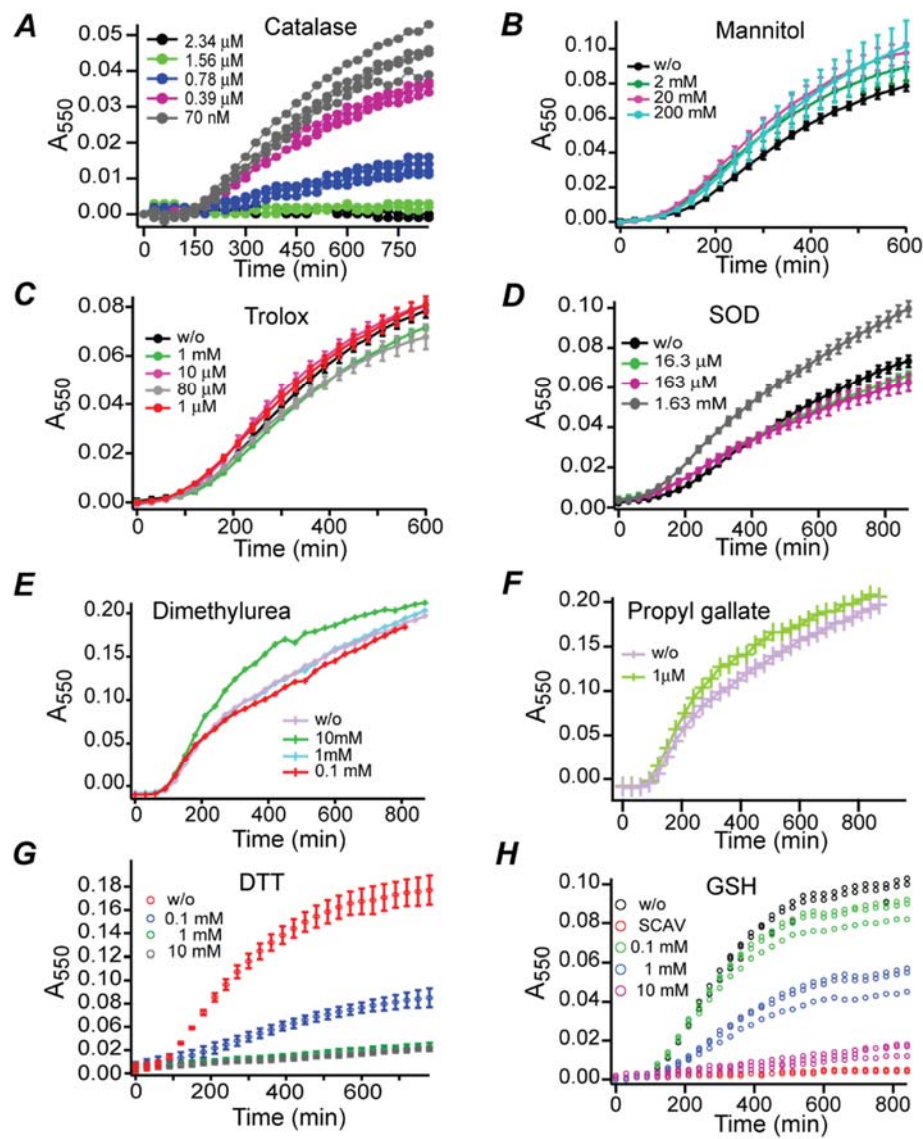 A
Catalase
A550
0.05
0.04
0.03
0.02
0.01
0.00
2.34 µM
1.56 µM
0.78 µM
0.39 µM
70 nM
0 150 300 450 600 750
Time (min)
B
Mannitol
A550
0.10
0.08
0.06
0.04
0.02
0.00
w/o
2 mM
20 mM
200 mM
200 400 600
Time (min)
C
Trolox
A550
0.08
0.06
0.04
0.02
0.00
w/o
1 mM
10 µM
80 µM
1 µM
0 200 400 600
Time (min)
D
SOD
A550
0.10
0.08
0.06
0.04
0.02
0.00
w/o
16.3 µM
163 µM
1.63 mM
0 200 400 600 800
Time (min)
E
Dimethylurea
A550
0.20
0.15
0.10
0.05
0.00
w/o
10mM
1mM
0.1 mM
0 200 400 600 800
Time (min)
F
Propyl gallate
A550
0.20
0.15
0.10
0.05
0.00
w/o
1µM
0 200 400 600 800
Time (min)
G
DTT
A550
0.18
0.16
0.12
0.08
0.06
0.02
0.00
w/o
0.1 mM
1 mM
10 mM
0 200 400 600
Time (min)
H
GSH
A550
0.10
0.08
0.06
0.04
0.02
0.00
w/o
SCAV
0.1 mM
1 mM
10 mM
0 200 400 600 800
Time (min)